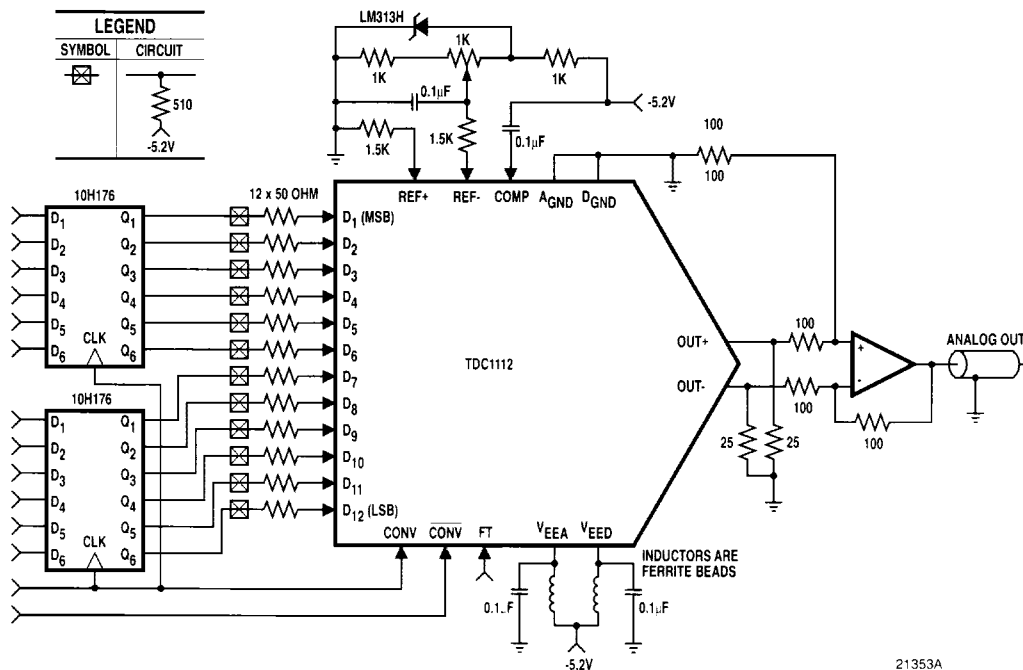 LEGEND
SYMBOL CIRCUIT
510
-5.2V
LM313H
1K
1K
1K
0.1µF
-5.2V
1.5K
1.5K
0.1µF
100
100
REF+ REF- COMP AGND DGND
10H176
12 x 50 OHM
D1 Q1 D1 (MSB)
D2 Q2 D2
D3 Q3 D3
D4 Q4 D4
D5 Q5 D5
D6 CLK Q6 D6
TDC1112
OUT+
OUT-
100
100
100
+
-
ANALOG OUT
25 25
10H176
D1 Q1 D7
D2 Q2 D8
D3 Q3 D9
D4 Q4 D10
D5 Q5 D11
D6 CLK Q6 D12 (LSB)
CONV CONV FT VEEA VEED
INDUCTORS ARE
FERRITE BEADS
0.1µF 0.1µF
-5.2V
21353A